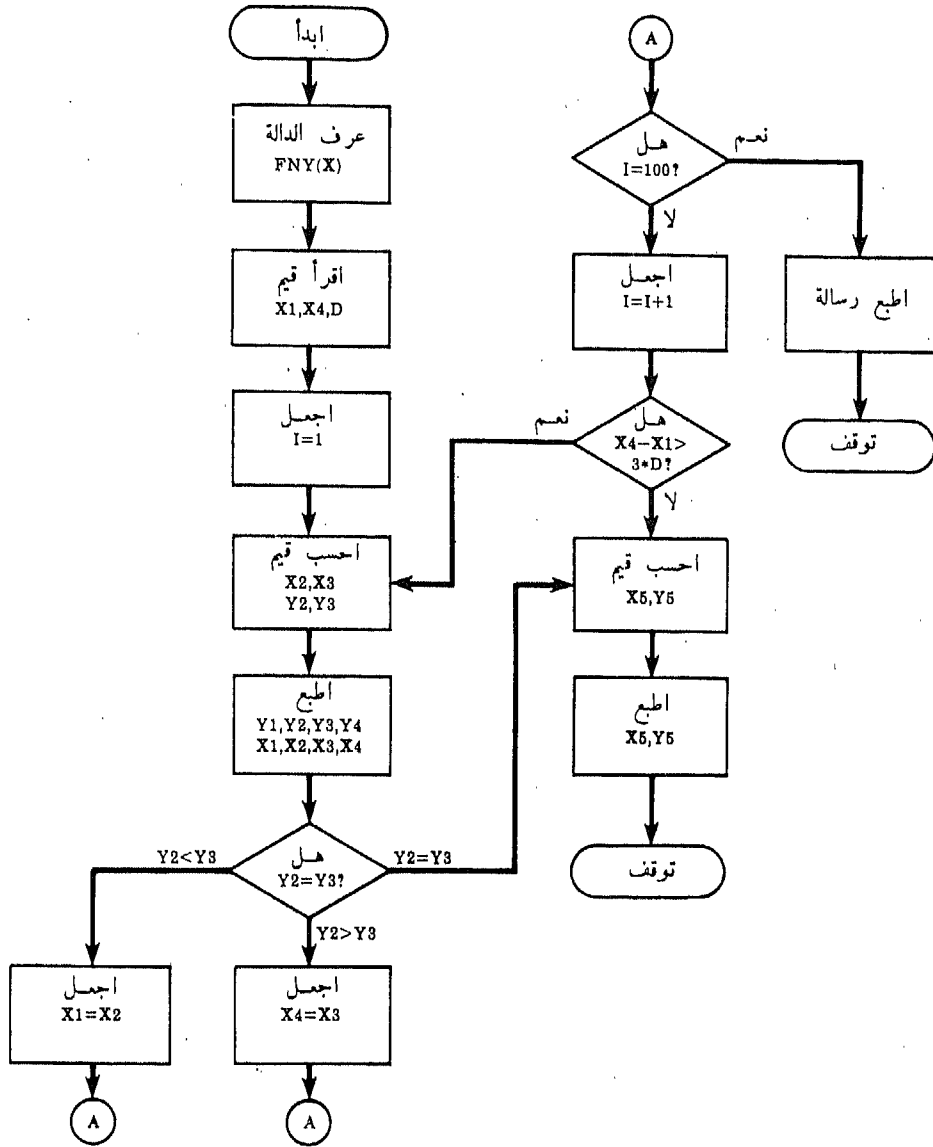 ابدأ
عرف الدالة
FNY(X)
اقرأ قيم
X1,X4,D
اجعل
I=1
احسب قيم
X2,X3
Y2,Y3
اطبع
Y1,Y2,Y3,Y4
X1,X2,X3,X4
هل
Y2=Y3?
Y2<Y3
Y2=Y3
Y2>Y3
اجعل
X1=X2
اجعل
X4=X3
A
A
A
هل
I=100?
نعم
لا
اجعل
I=I+1
اطبع رسالة
توقف
هل
X4-X1>
3*D?
نعم
لا
احسب قيم
X5,Y5
اطبع
X5,Y5
توقف